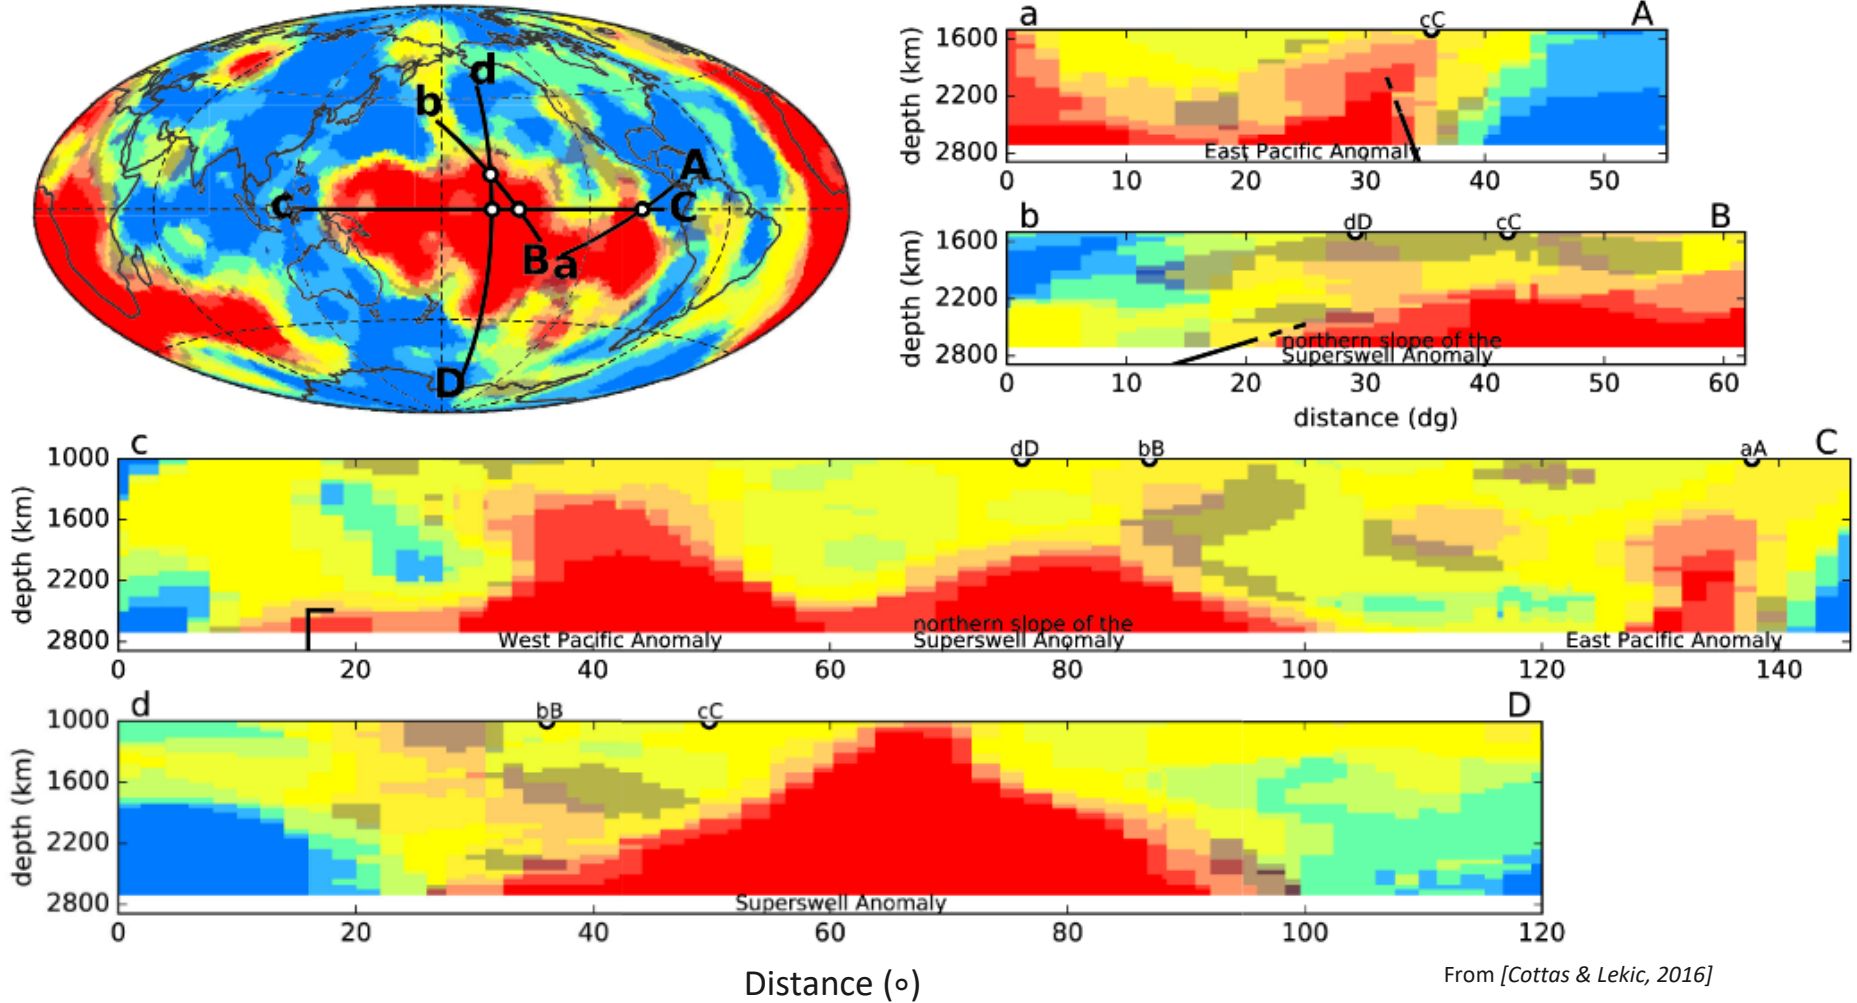 d
b
A
c
C
B
a
D
a
cC
A
depth (km)
1600
2200
2800
East Pacific Anomaly
0 10 20 30 40 50
b
dD
cC
B
depth (km)
1600
2200
2800
northern slope of the
Superswell Anomaly
0 10 20 30 40 50 60
distance (dg)
c
dD
bB
aA
C
depth (km)
1000
1600
2200
2800
West Pacific Anomaly
northern slope of the
Superswell Anomaly
East Pacific Anomaly
0 20 40 60 80 100 120 140
d
bB
cC
D
depth (km)
1000
1600
2200
2800
Superswell Anomaly
0 20 40 60 80 100 120
Distance (∘)
From [Cottas & Lekic, 2016]